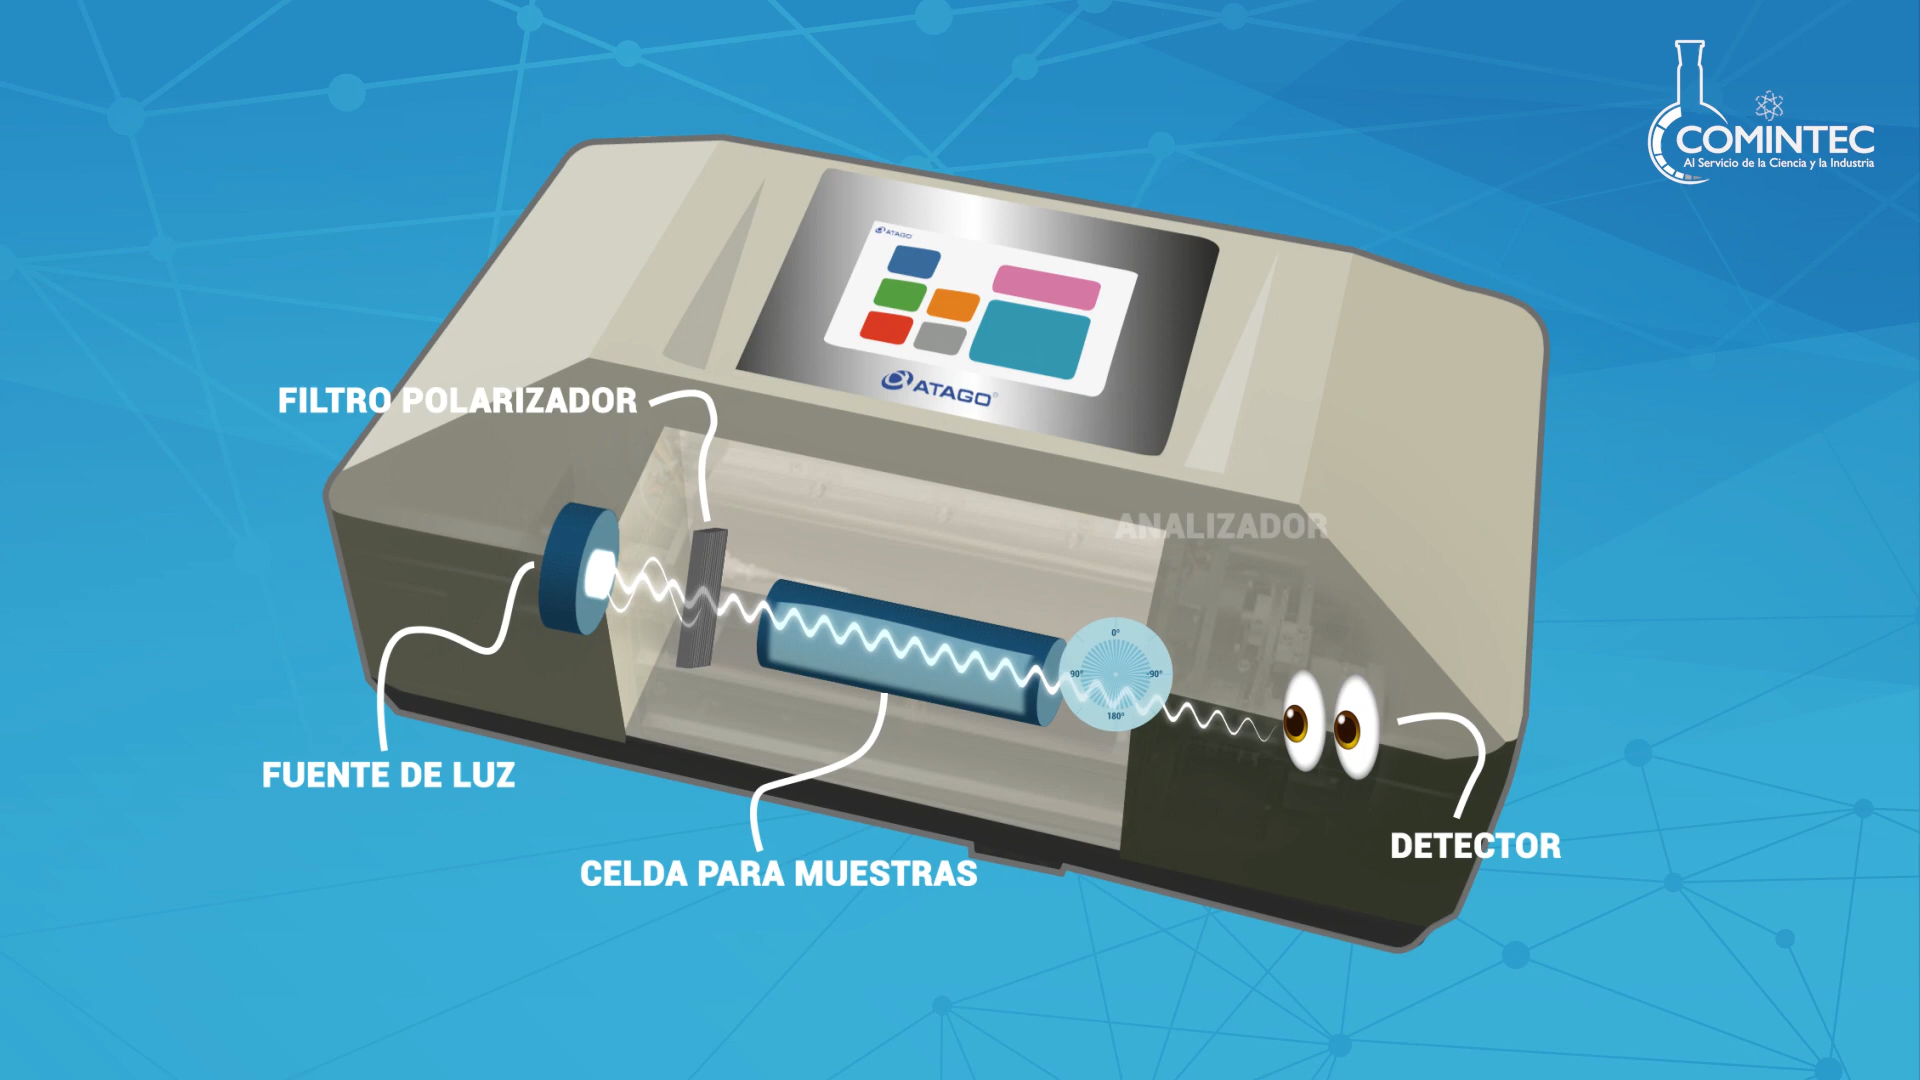 COMINTEC
Al Servicio de la Ciencia y la Industria
ATAGO
ATAGO®
FILTRO POLARIZADOR
ANALIZADOR
0°
90° -90°
180°
FUENTE DE LUZ
DETECTOR
CELDA PARA MUESTRAS